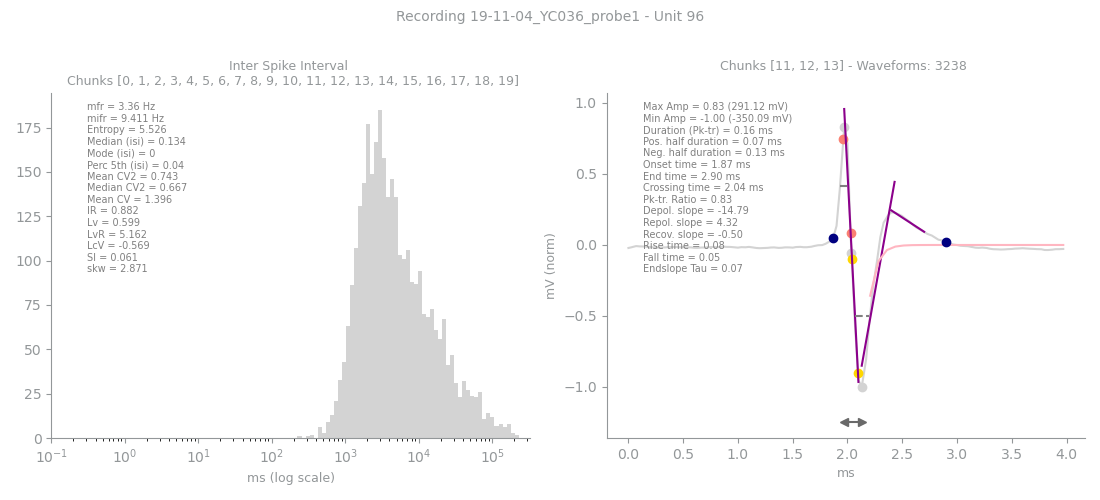 Recording 19-11-04_YC036_probe1 - Unit 96
Inter Spike Interval
Chunks [0, 1, 2, 3, 4, 5, 6, 7, 8, 9, 10, 11, 12, 13, 14, 15, 16, 17, 18, 19]
mfr = 3.36 Hz
mifr = 9.411 Hz
Entropy = 5.526
Median (isi) = 0.134
Mode (isi) = 0
Perc 5th (isi) = 0.04
Mean CV2 = 0.743
Median CV2 = 0.667
Mean CV = 1.396
IR = 0.882
Lv = 0.599
LvR = 5.162
LcV = -0.569
SI = 0.061
skw = 2.871
175
150
125
100
75
50
25
0
10⁻¹ 10⁰ 10¹ 10² 10³ 10⁴ 10⁵
ms (log scale)
Chunks [11, 12, 13] - Waveforms: 3238
Max Amp = 0.83 (291.12 mV)
Min Amp = -1.00 (-350.09 mV)
Duration (Pk-tr) = 0.16 ms
Pos. half duration = 0.07 ms
Neg. half duration = 0.13 ms
Onset time = 1.87 ms
End time = 2.90 ms
Crossing time = 2.04 ms
Pk-tr. Ratio = 0.83
Depol. slope = -14.79
Repol. slope = 4.32
Recov. slope = -0.50
Rise time = 0.08
Fall time = 0.05
Endslope Tau = 0.07
mV (norm)
1.0
0.5
0.0
−0.5
−1.0
0.0 0.5 1.0 1.5 2.0 2.5 3.0 3.5 4.0
ms